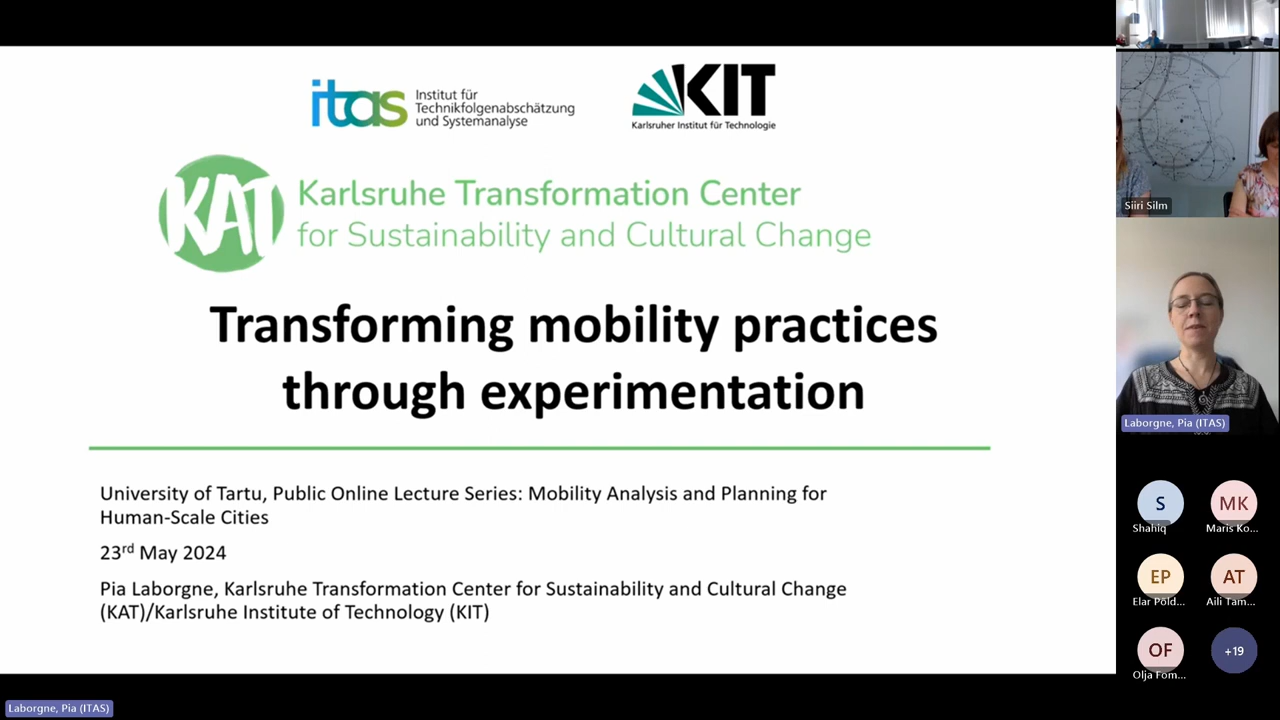 itas
Institut für
Technikfolgenabschätzung
und Systemanalyse
KIT
Karlsruher Institut für Technologie
KAT
Karlsruhe Transformation Center
for Sustainability and Cultural Change
Transforming mobility practices
through experimentation
University of Tartu, Public Online Lecture Series: Mobility Analysis and Planning for
Human-Scale Cities
23rd May 2024
Pia Laborgne, Karlsruhe Transformation Center for Sustainability and Cultural Change
(KAT)/Karlsruhe Institute of Technology (KIT)
Siiri Silm
Laborgne, Pia (ITAS)
S
Shahiq
MK
Maris Ko...
EP
Elar Põld...
AT
Aili Tam...
OF
Olja Fom...
+19
Laborgne, Pia (ITAS)